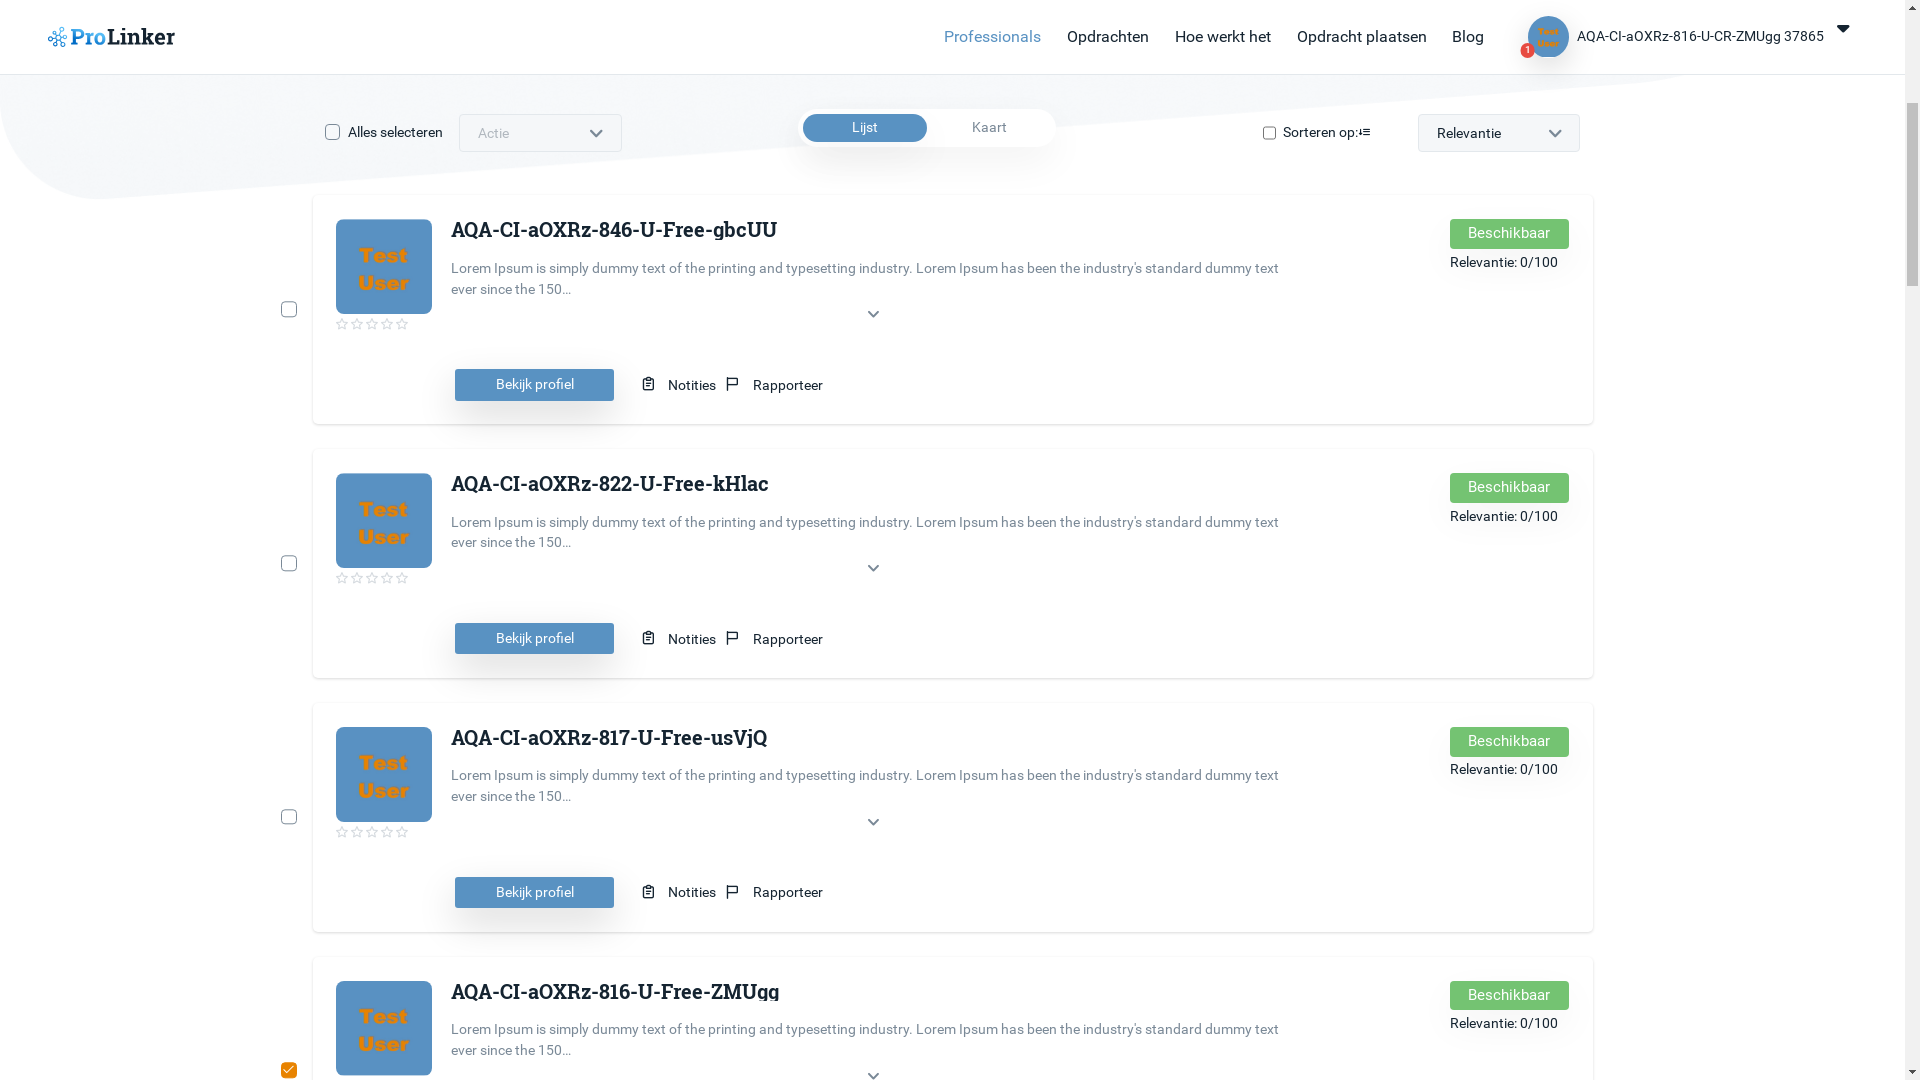 ProLinker
Professionals
Opdrachten
Hoe werkt het
Opdracht plaatsen
Blog
Test
User
1
AQA-CI-aOXRz-816-U-CR-ZMUgg 37865
Alles selecteren
Actie
Lijst
Kaart
Sorteren op:
Relevantie
Test
User
AQA-CI-aOXRz-846-U-Free-gbcUU
Lorem Ipsum is simply dummy text of the printing and typesetting industry. Lorem Ipsum has been the industry's standard dummy text
ever since the 150...
Beschikbaar
Relevantie: 0/100
Bekijk profiel
Notities
Rapporteer
Test
User
AQA-CI-aOXRz-822-U-Free-kHlac
Lorem Ipsum is simply dummy text of the printing and typesetting industry. Lorem Ipsum has been the industry's standard dummy text
ever since the 150...
Beschikbaar
Relevantie: 0/100
Bekijk profiel
Notities
Rapporteer
Test
User
AQA-CI-aOXRz-817-U-Free-usVjQ
Lorem Ipsum is simply dummy text of the printing and typesetting industry. Lorem Ipsum has been the industry's standard dummy text
ever since the 150...
Beschikbaar
Relevantie: 0/100
Bekijk profiel
Notities
Rapporteer
Test
User
AQA-CI-aOXRz-816-U-Free-ZMUgg
Lorem Ipsum is simply dummy text of the printing and typesetting industry. Lorem Ipsum has been the industry's standard dummy text
ever since the 150...
Beschikbaar
Relevantie: 0/100